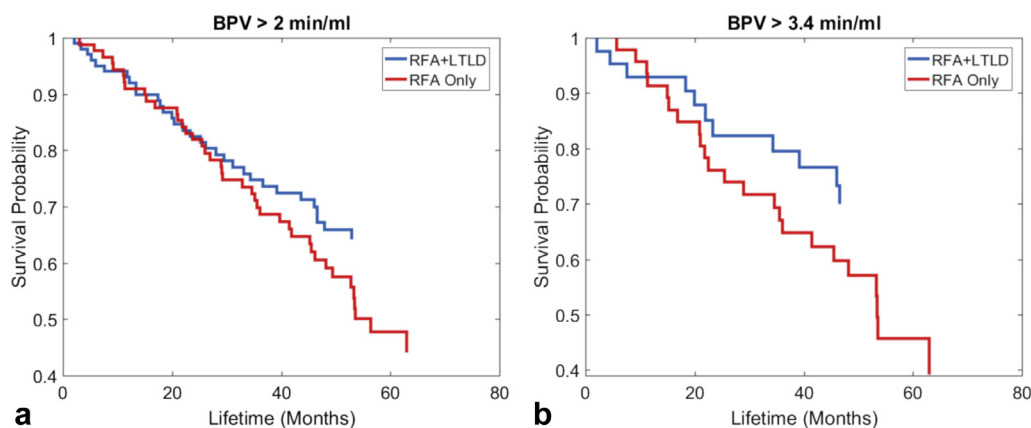 BPV > 2 min/ml
RFA+LTLD
RFA Only
Survival Probability
1
0.9
0.8
0.7
0.6
0.5
0.4
0
20
40
60
80
Lifetime (Months)
a
BPV > 3.4 min/ml
RFA+LTLD
RFA Only
Survival Probability
1
0.9
0.8
0.7
0.6
0.5
0.4
0
20
40
60
80
Lifetime (Months)
b